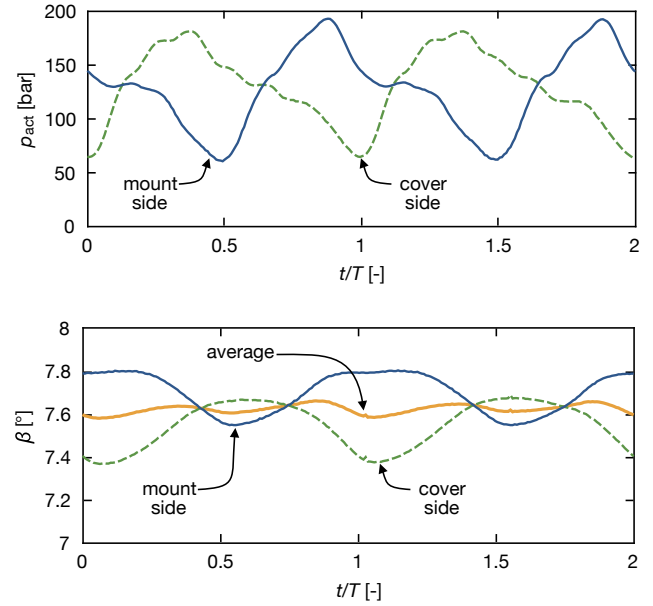 200
150
100
50
0
p_act [bar]
mount
side
cover
side
0 0.5 1 1.5 2
t/T [-]
8
7.8
7.6
7.4
7.2
7
β [°]
average
mount
side
cover
side
0 0.5 1 1.5 2
t/T [-]